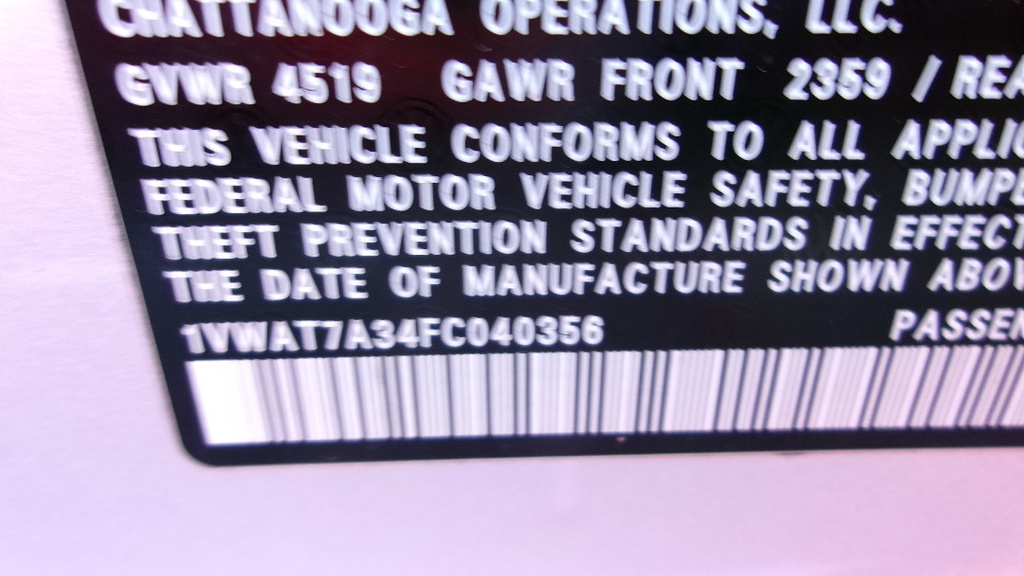 CHATTANOOGA OPERATIONS, LLC.
GVWR 4519 GAWR FRONT 2359 / REA
THIS VEHICLE CONFORMS TO ALL APPLIC
FEDERAL MOTOR VEHICLE SAFETY, BUMPE
THEFT PREVENTION STANDARDS IN EFFECT
THE DATE OF MANUFACTURE SHOWN ABOV
1VWAT7A34FC040356 PASSEN